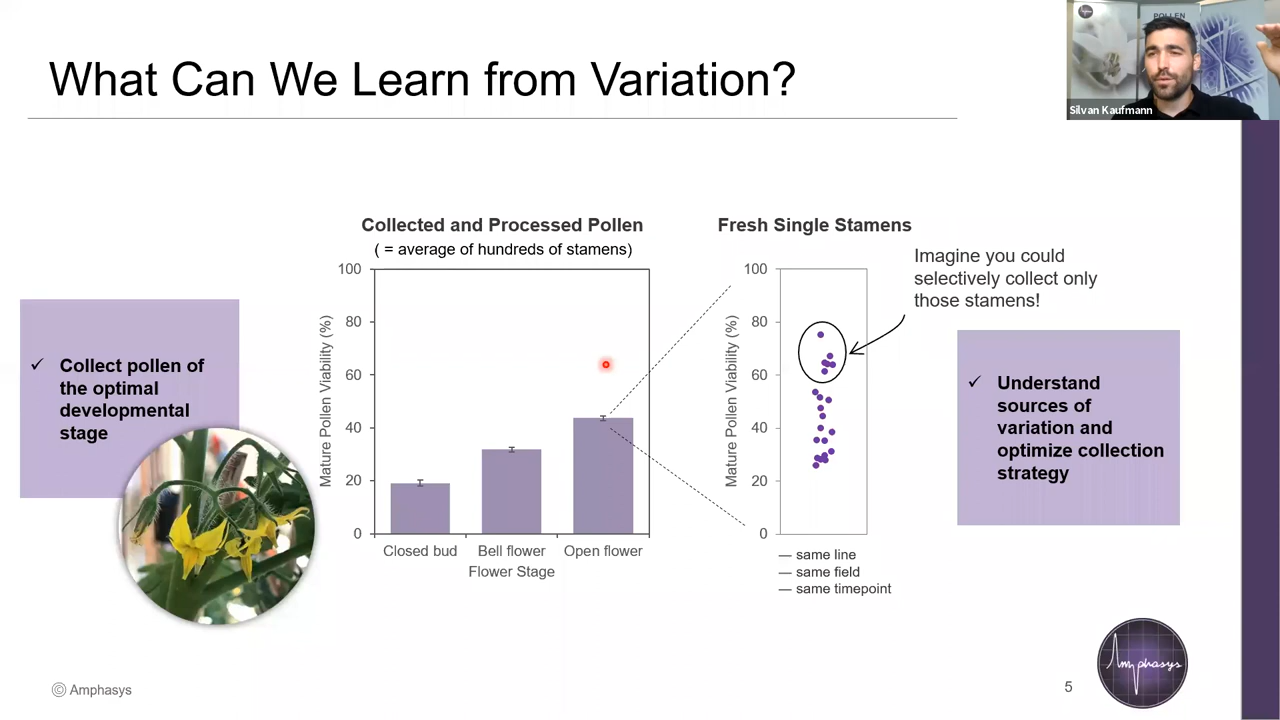 What Can We Learn from Variation?
POLLEN
Silvan Kaufmann
✓ Collect pollen of
the optimal
developmental
stage
Collected and Processed Pollen
( = average of hundreds of stamens)
Mature Pollen Viability (%)
100
80
60
40
20
0
Closed bud
Bell flower
Open flower
Flower Stage
Fresh Single Stamens
Mature Pollen Viability (%)
100
80
60
40
20
0
— same line
— same field
— same timepoint
Imagine you could
selectively collect only
those stamens!
✓ Understand
sources of
variation and
optimize collection
strategy
© Amphasys
5
Amphasys